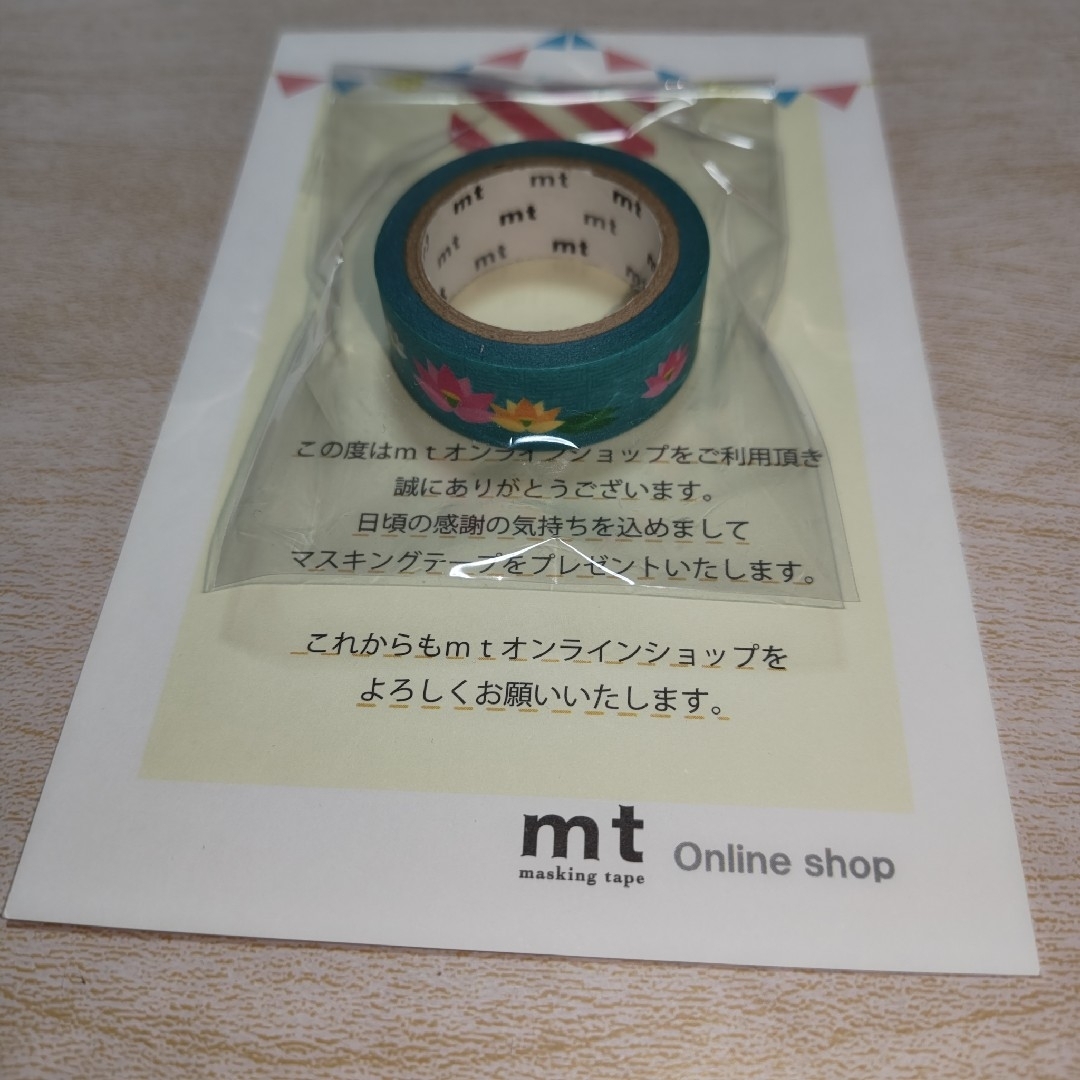 mt
mt
mt
mt
mt
mt
mt
mt
この度はmtオンラインショップをご利用頂き
誠にありがとうございます。
日頃の感謝の気持ちを込めまして
マスキングテープをプレゼントいたします。
これからもmtオンラインショップを
よろしくお願いいたします。
mt
masking tape
Online shop